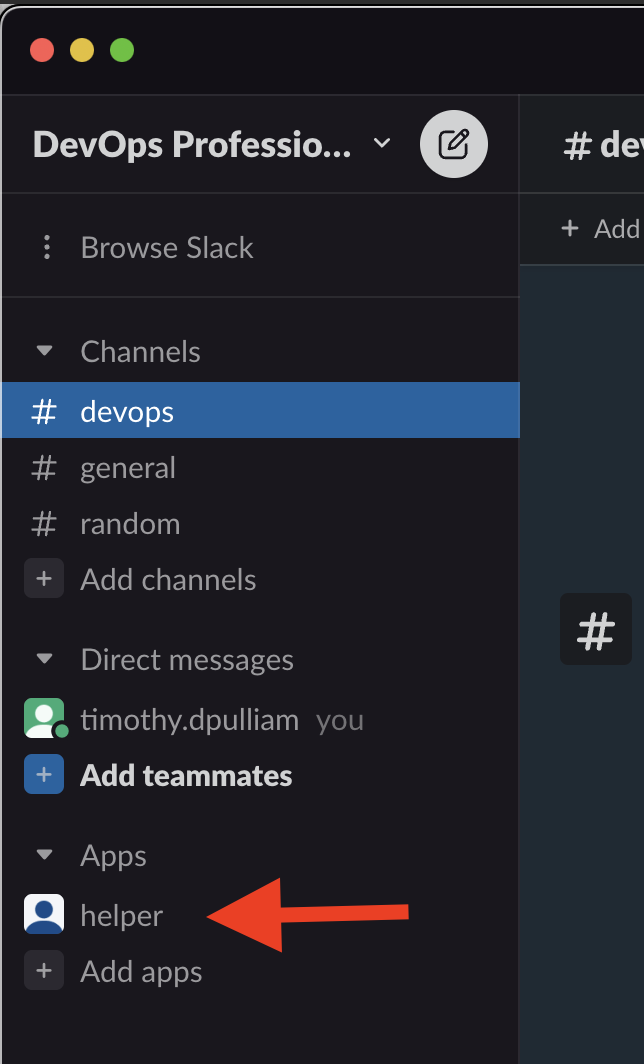 DevOps Professio...
# dev
+ Add
Browse Slack
Channels
# devops
# general
# random
+ Add channels
Direct messages
timothy.dpulliam you
+ Add teammates
Apps
helper
+ Add apps
#